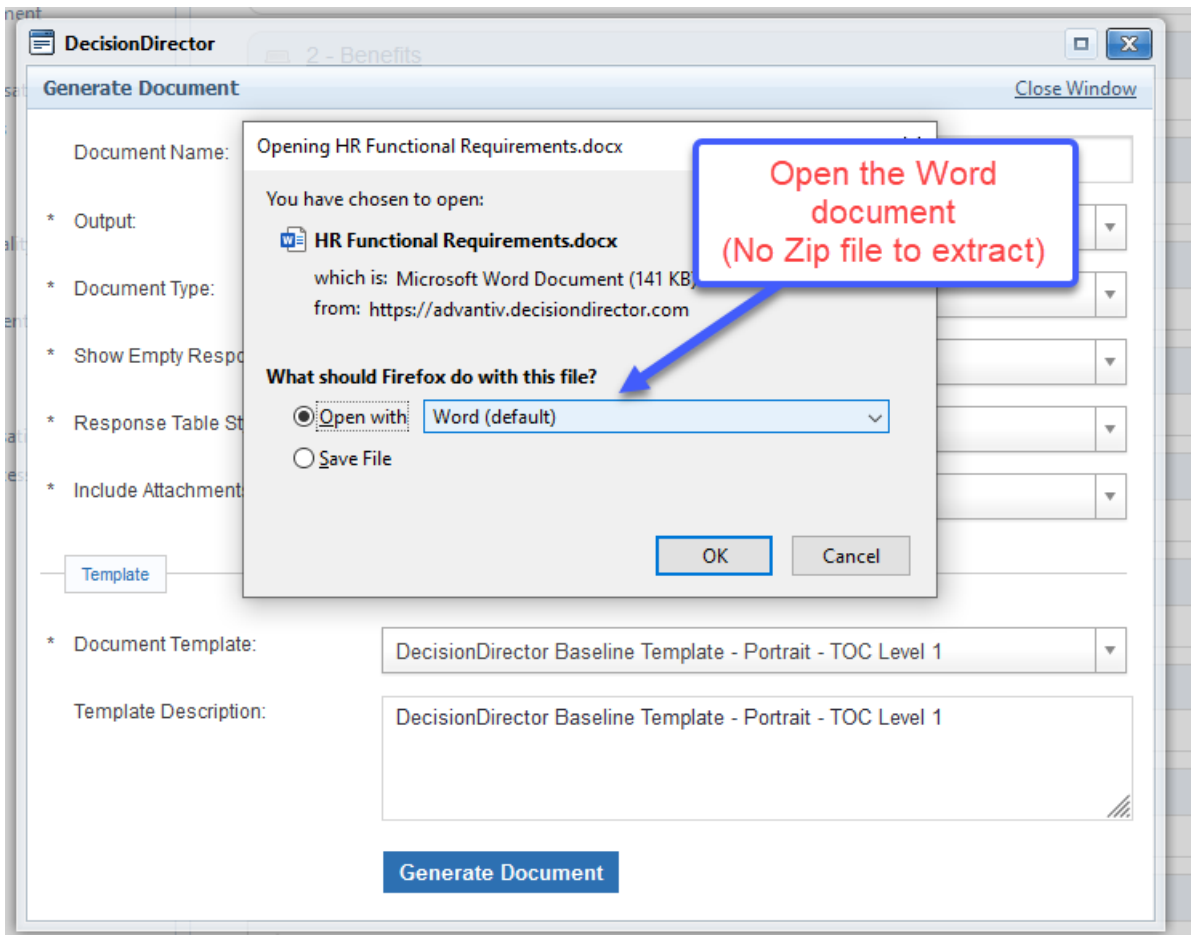 DecisionDirector
2 - Benefits
Generate Document
Close Window
Document Name:
Opening HR Functional Requirements.docx
Open the Word
document
(No Zip file to extract)
You have chosen to open:
* Output:
HR Functional Requirements.docx
which is: Microsoft Word Document (141 KB)
* Document Type:
from: https://advantiv.decisiondirector.com
* Show Empty Respo
What should Firefox do with this file?
* Response Table St
Open with Word (default)
Save File
* Include Attachment
OK Cancel
Template
* Document Template: DecisionDirector Baseline Template - Portrait - TOC Level 1
Template Description: DecisionDirector Baseline Template - Portrait - TOC Level 1
Generate Document